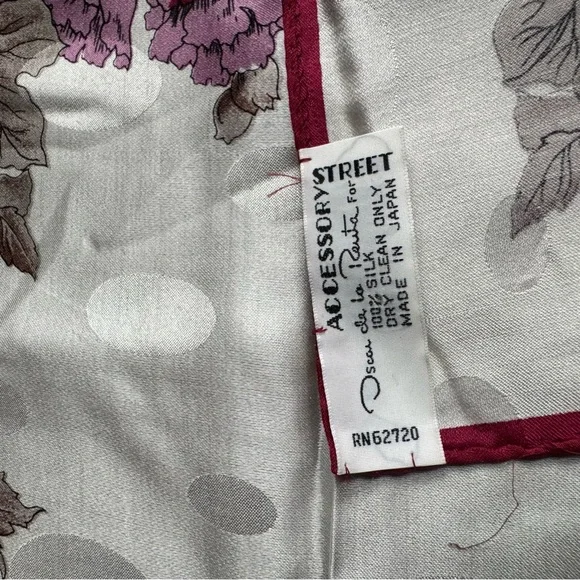 Oscar de la Renta FOR
ACCESSORY STREET
100% SILK
DRY CLEAN ONLY
MADE IN JAPAN
RN62720